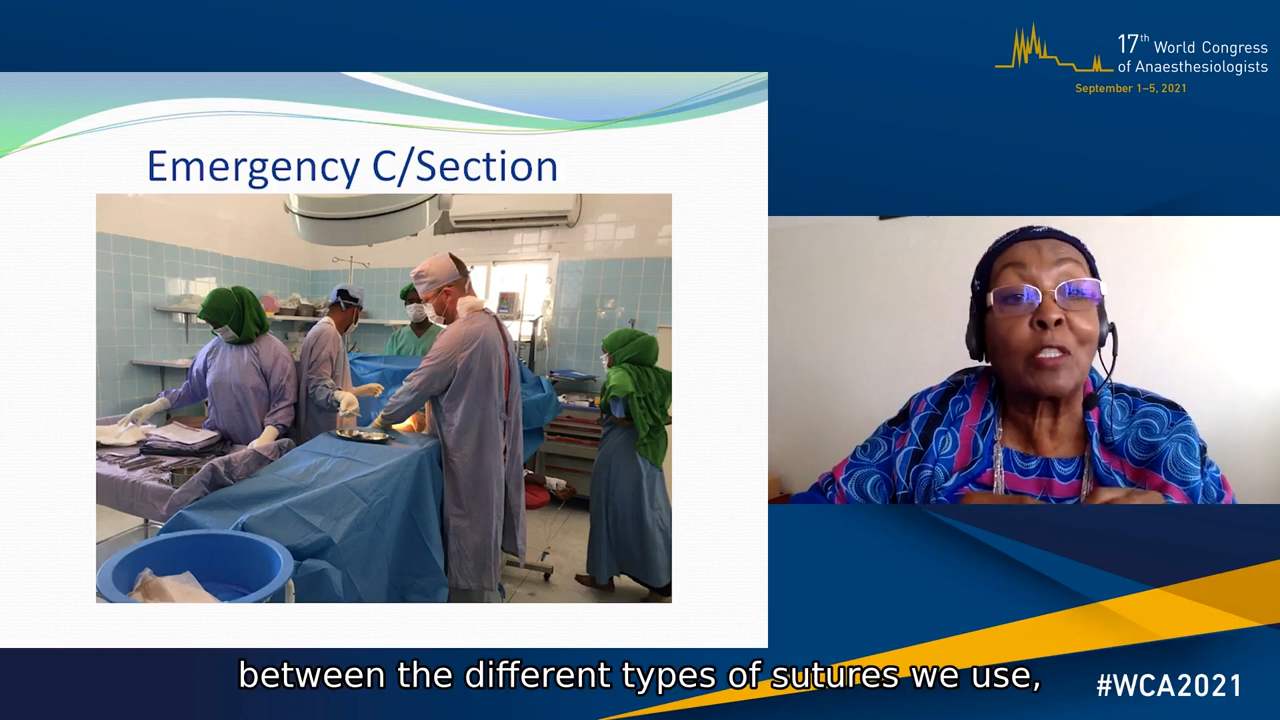 17th World Congress
of Anaesthesiologists
September 1–5, 2021
Emergency C/Section
between the different types of sutures we use,
#WCA2021